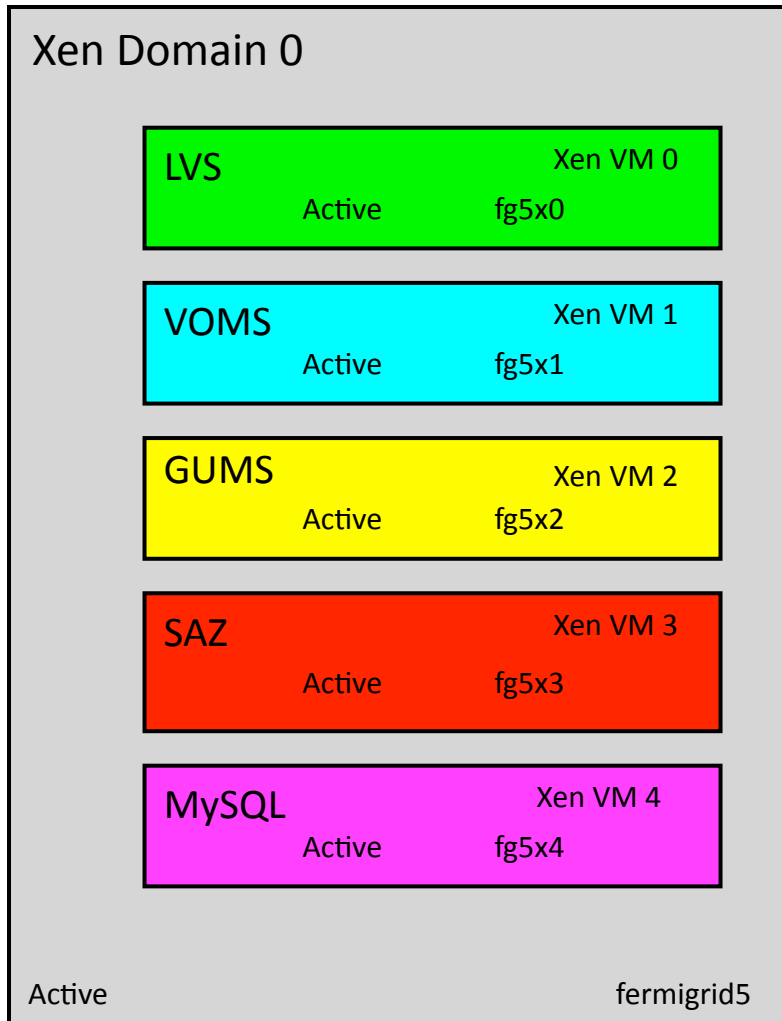 Xen Domain 0
LVS Xen VM 0
Active fg5x0
VOMS Xen VM 1
Active fg5x1
GUMS Xen VM 2
Active fg5x2
SAZ Xen VM 3
Active fg5x3
MySQL Xen VM 4
Active fg5x4
Active fermigrid5